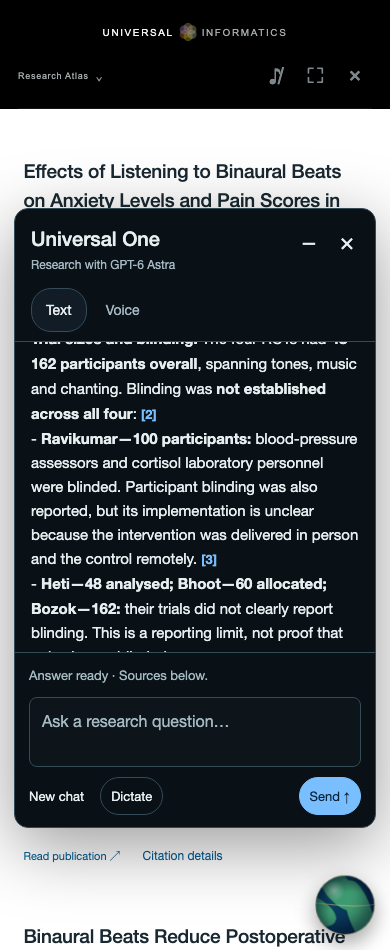 UNIVERSAL INFORMATICS
Research Atlas
Effects of Listening to Binaural Beats
on Anxiety Levels and Pain Scores in
Universal One
Research with GPT-6 Astra
Text
Voice
162 participants overall, spanning tones, music
and chanting. Blinding was not established
across all four: [2]
- Ravikumar—100 participants: blood-pressure
assessors and cortisol laboratory personnel
were blinded. Participant blinding was also
reported, but its implementation is unclear
because the intervention was delivered in person
and the control remotely. [3]
- Heti—48 analysed; Bhoot—60 allocated;
Bozok—162: their trials did not clearly report
blinding. This is a reporting limit, not proof that
Answer ready · Sources below.
Ask a research question…
New chat
Dictate
Send ↑
Read publication ↗
Citation details
Binaural Beats Reduce Postoperative